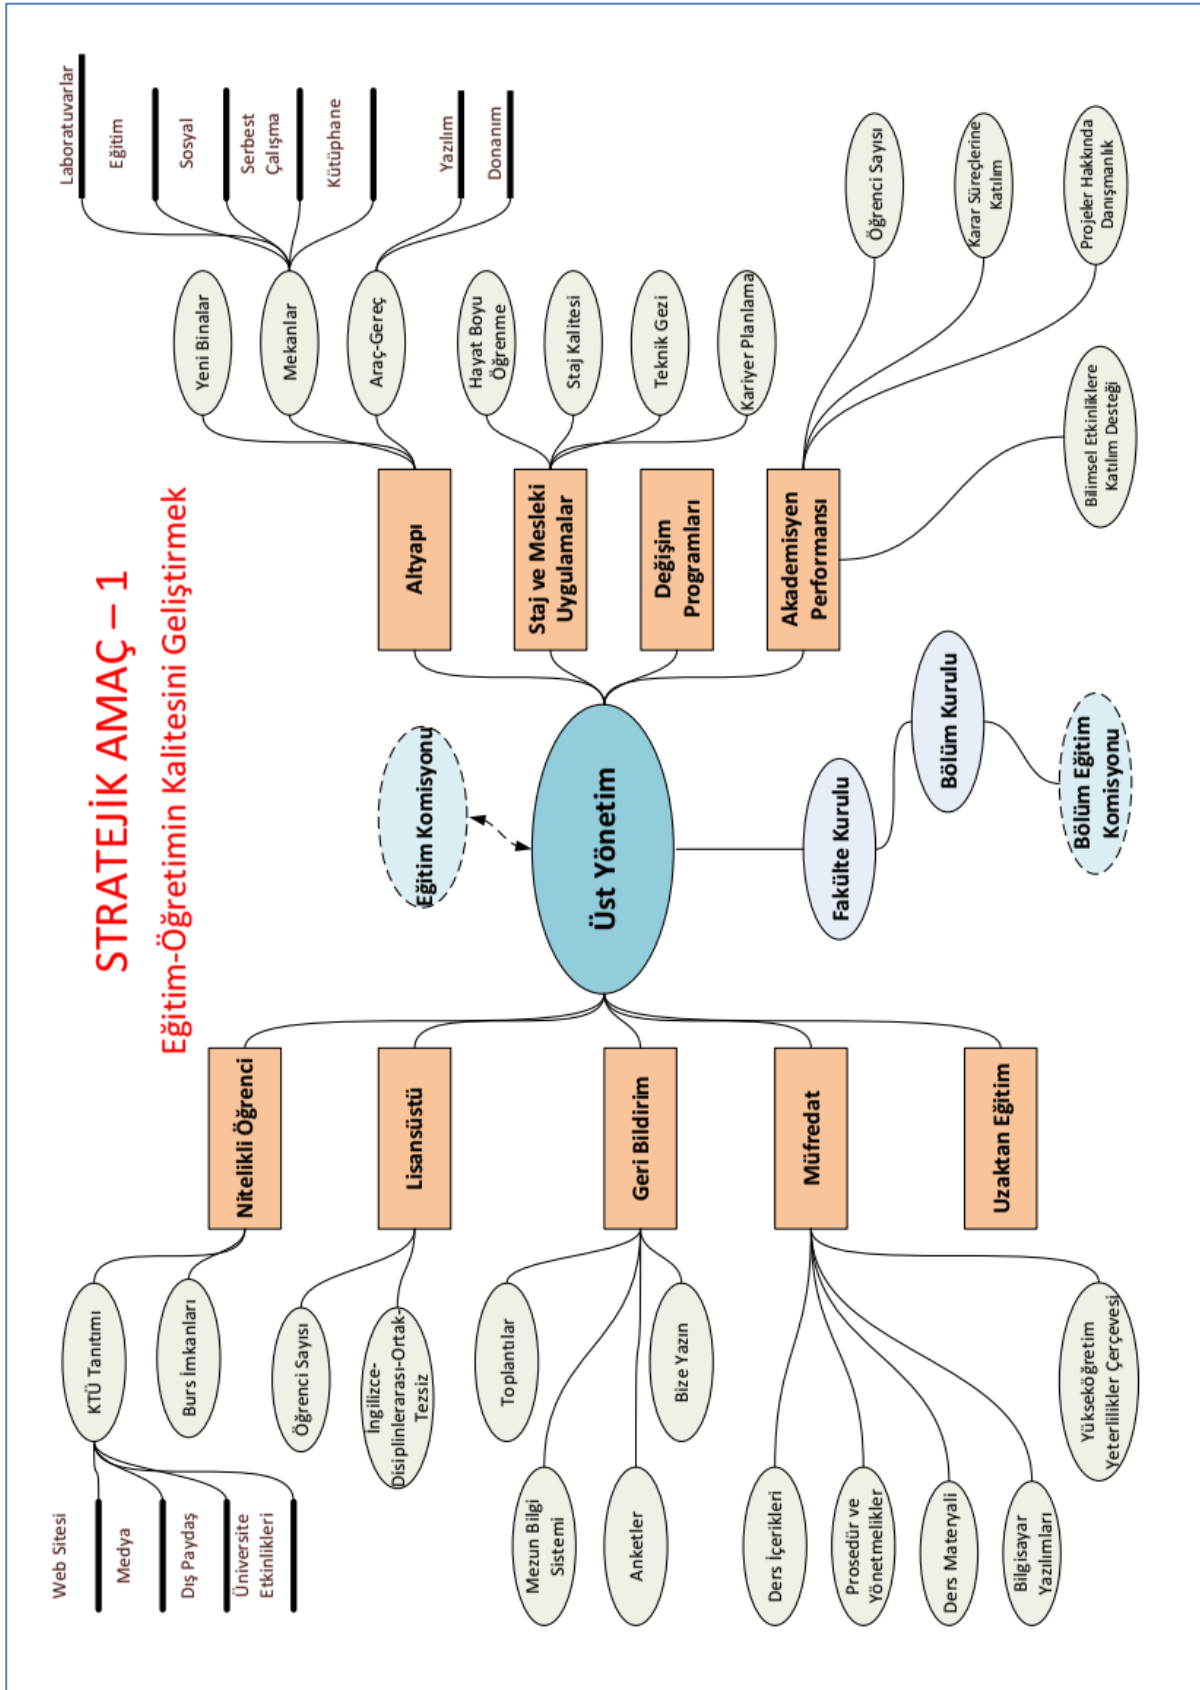 STRATEJİK AMAÇ – 1
Eğitim-Öğretimin Kalitesini Geliştirmek
Web Sitesi
Medya
Dış Paydaş
Üniversite
Etkinlikleri
KTÜ Tanıtımı
Burs İmkanları
Nitelikli Öğrenci
Öğrenci Sayısı
İngilizce-
Disiplinlerarası-Ortak-
Tezsiz
Lisansüstü
Toplantılar
Mezun Bilgi
Sistemi
Anketler
Bize Yazın
Geri Bildirim
Ders İçerikleri
Prosedür ve
Yönetmelikler
Ders Materyali
Bilgisayar
Yazılımları
Yükseköğretim
Yeterlilikler Çerçevesi
Müfredat
Uzaktan Eğitim
Eğitim Komisyonu
Üst Yönetim
Fakülte Kurulu
Bölüm Kurulu
Bölüm Eğitim
Komisyonu
Altyapı
Yeni Binalar
Mekanlar
Araç-Gereç
Laboratuvarlar
Eğitim
Sosyal
Serbest
Çalışma
Kütüphane
Yazılım
Donanım
Staj ve Mesleki
Uygulamalar
Hayat Boyu
Öğrenme
Staj Kalitesi
Teknik Gezi
Kariyer Planlama
Değişim
Programları
Akademisyen
Performansı
Öğrenci Sayısı
Karar Süreçlerine
Katılım
Projeler Hakkında
Danışmanlık
Bilimsel Etkinliklere
Katılım Desteği